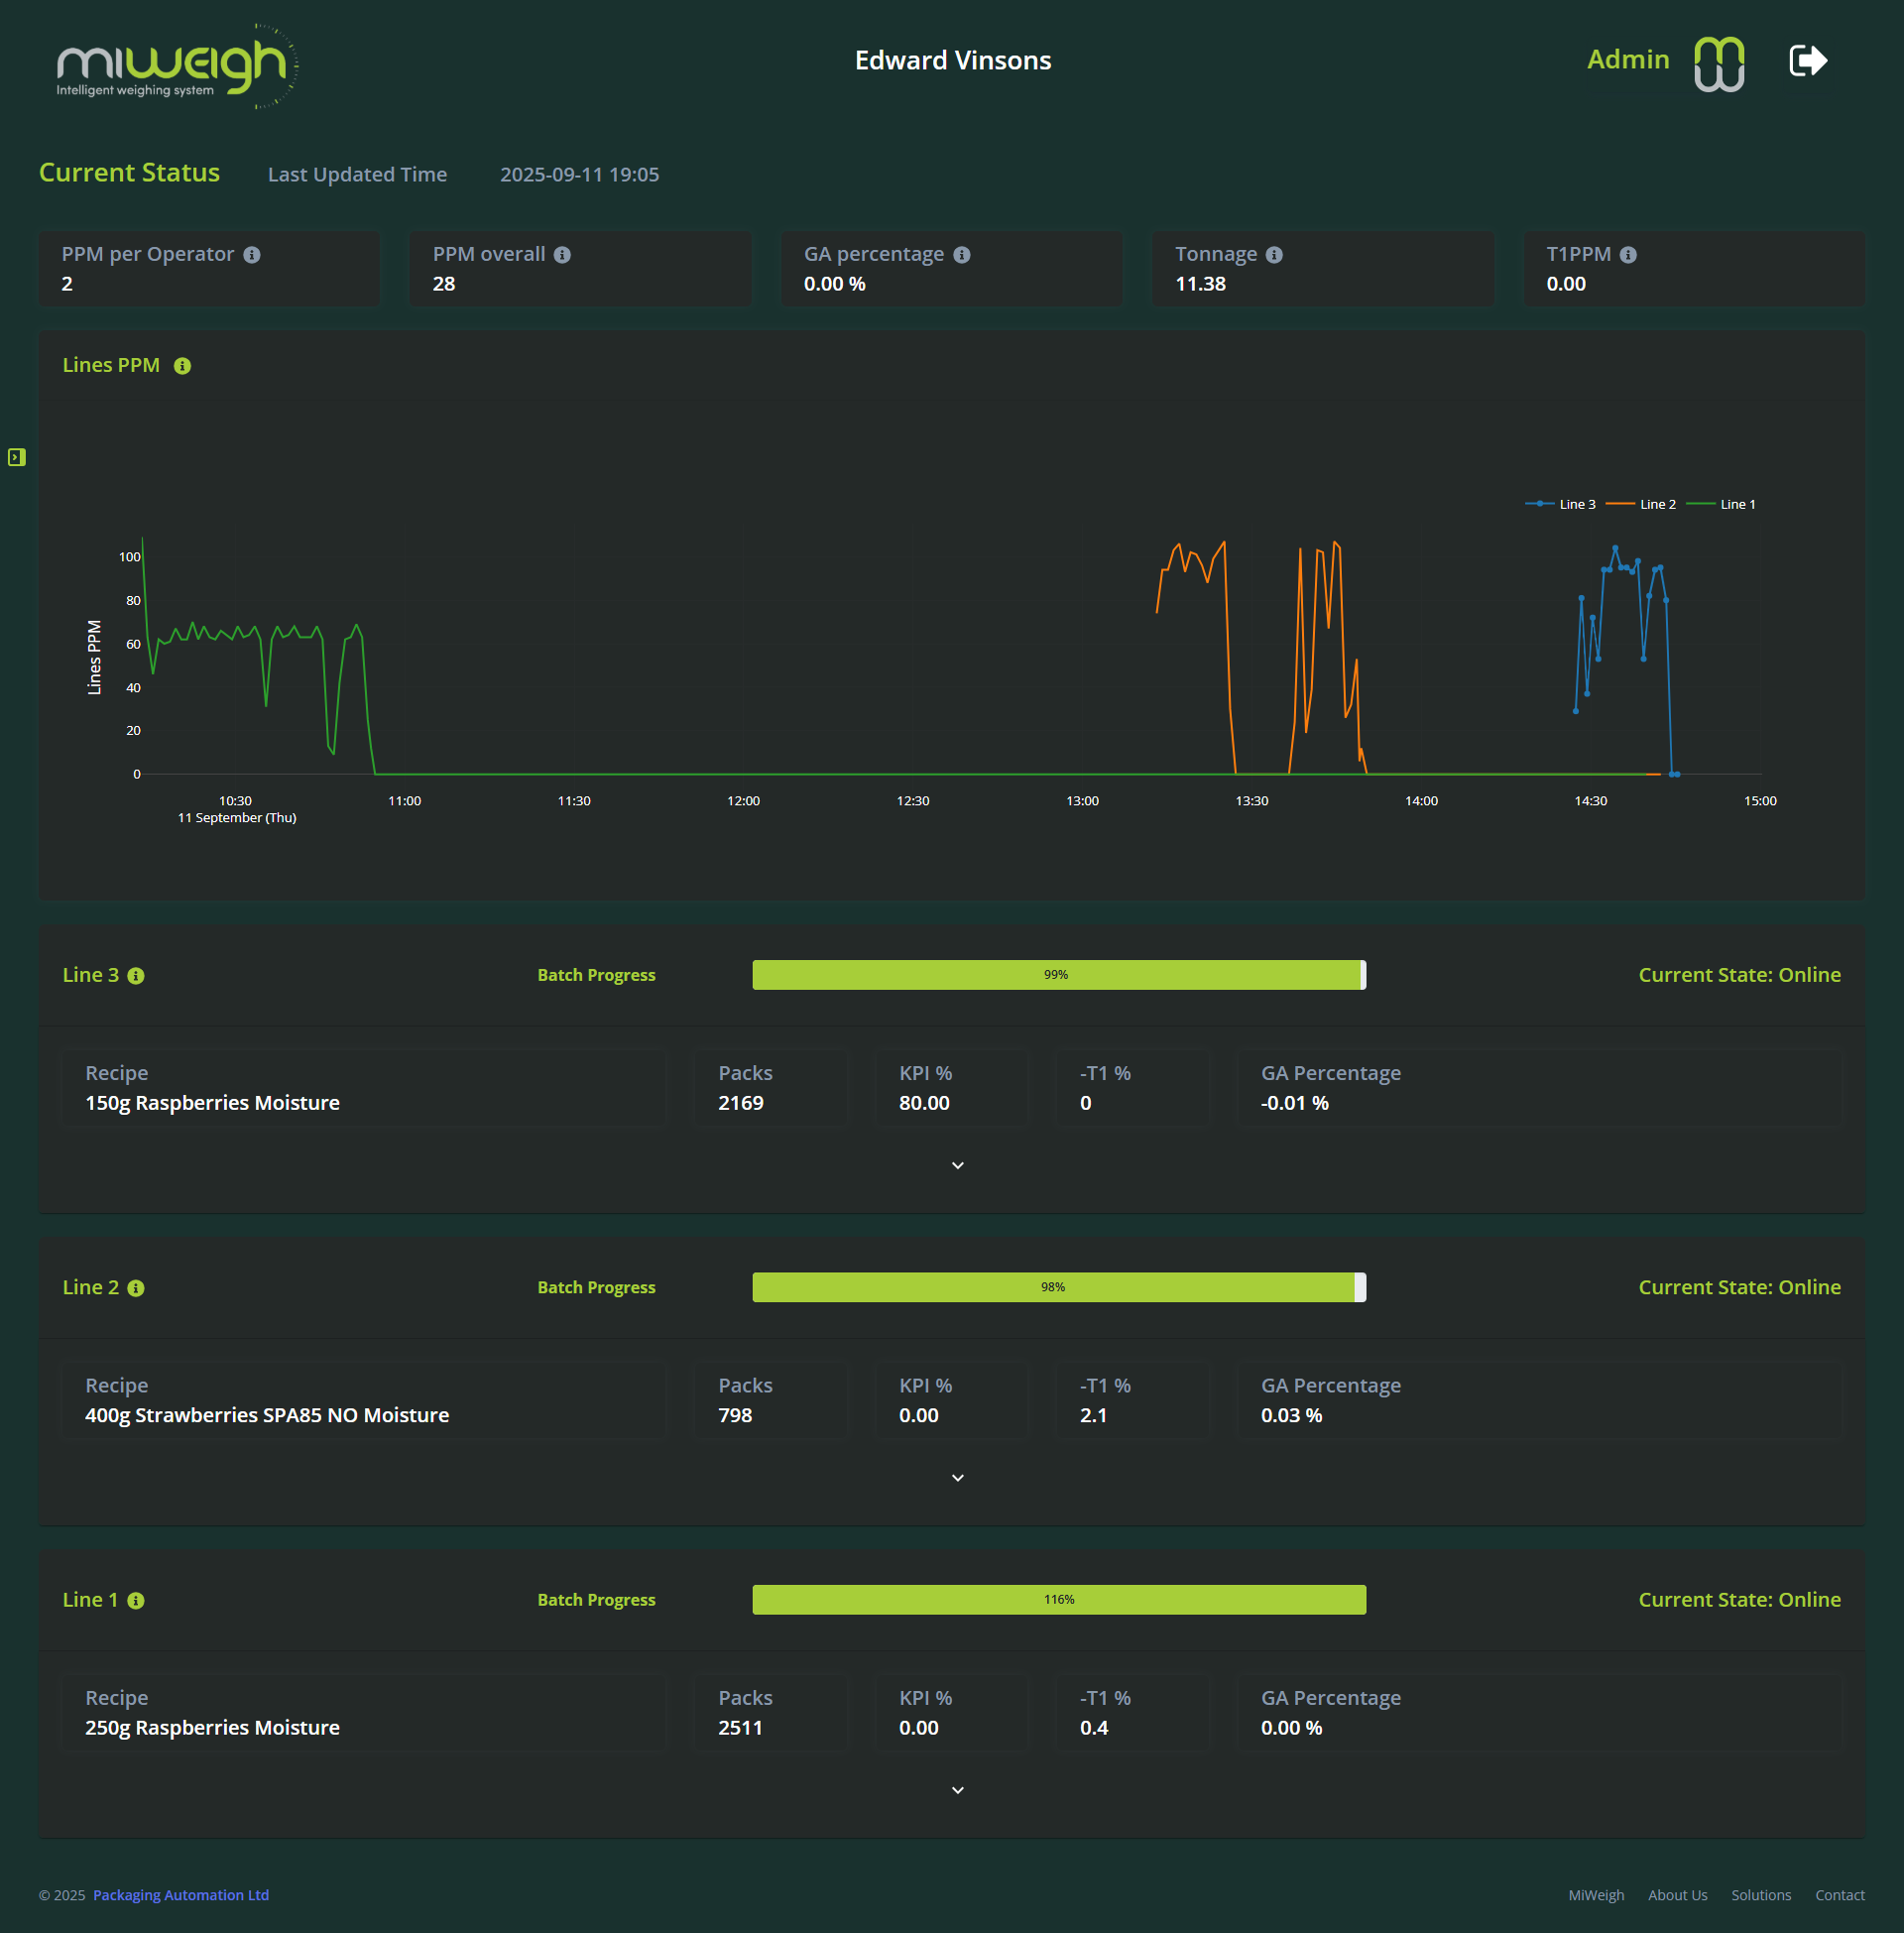 miweigh
Intelligent weighing system
Edward Vinsons
Admin
Current Status
Last Updated Time
2025-09-11 19:05
PPM per Operator
2
PPM overall
28
GA percentage
0.00 %
Tonnage
11.38
T1PPM
0.00
Lines PPM
Line 3
Line 2
Line 1
Lines PPM
100
80
60
40
20
0
10:30
11 September (Thu)
11:00
11:30
12:00
12:30
13:00
13:30
14:00
14:30
15:00
Line 3
Batch Progress
99%
Current State: Online
Recipe
150g Raspberries Moisture
Packs
2169
KPI %
80.00
-T1 %
0
GA Percentage
-0.01 %
Line 2
Batch Progress
98%
Current State: Online
Recipe
400g Strawberries SPA85 NO Moisture
Packs
798
KPI %
0.00
-T1 %
2.1
GA Percentage
0.03 %
Line 1
Batch Progress
116%
Current State: Online
Recipe
250g Raspberries Moisture
Packs
2511
KPI %
0.00
-T1 %
0.4
GA Percentage
0.00 %
© 2025 Packaging Automation Ltd
MiWeigh
About Us
Solutions
Contact